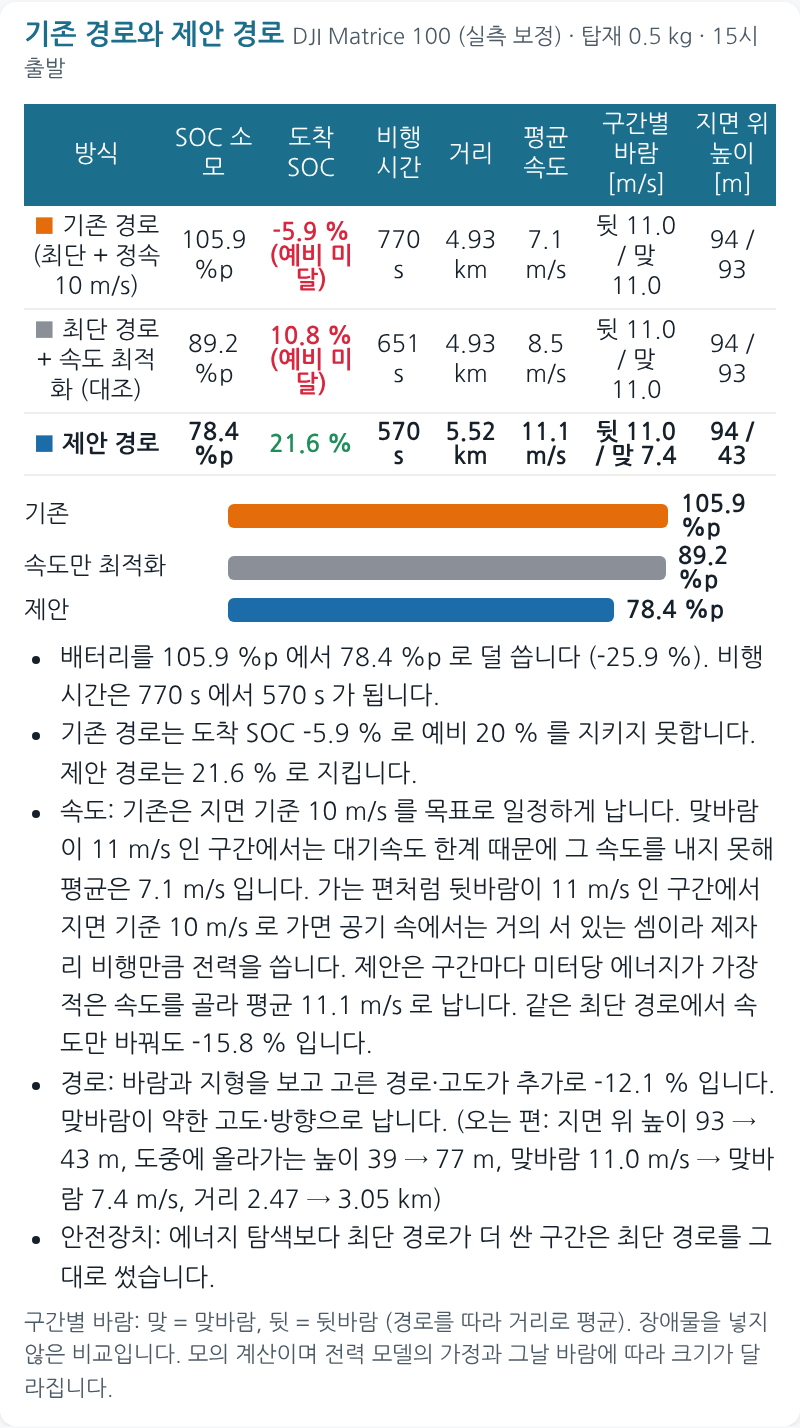 기존 경로와 제안 경로 DJI Matrice 100 (실측 보정) · 탑재 0.5 kg · 15시
출발
방식 SOC 소모 도착 SOC 비행 시간 거리 평균 속도 구간별 바람 [m/s] 지면 위 높이 [m]
■ 기존 경로 (최단 + 정속 10 m/s) 105.9 %p -5.9 % (예비 미달) 770 s 4.93 km 7.1 m/s 뒷 11.0 / 맞 11.0 94 / 93
■ 최단 경로 + 속도 최적화 (대조) 89.2 %p 10.8 % (예비 미달) 651 s 4.93 km 8.5 m/s 뒷 11.0 / 맞 11.0 94 / 93
■ 제안 경로 78.4 %p 21.6 % 570 s 5.52 km 11.1 m/s 뒷 11.0 / 맞 7.4 94 / 43
기존 105.9 %p
속도만 최적화 89.2 %p
제안 78.4 %p
• 배터리를 105.9 %p 에서 78.4 %p 로 덜 씁니다 (-25.9 %). 비행
시간은 770 s 에서 570 s 가 됩니다.
• 기존 경로는 도착 SOC -5.9 % 로 예비 20 % 를 지키지 못합니다.
제안 경로는 21.6 % 로 지킵니다.
• 속도: 기존은 지면 기준 10 m/s 를 목표로 일정하게 납니다. 맞바람
이 11 m/s 인 구간에서는 대기속도 한계 때문에 그 속도를 내지 못해
평균은 7.1 m/s 입니다. 가는 편처럼 뒷바람이 11 m/s 인 구간에서
지면 기준 10 m/s 로 가면 공기 속에서는 거의 서 있는 셈이라 제자
리 비행만큼 전력을 씁니다. 제안은 구간마다 미터당 에너지가 가장
적은 속도를 골라 평균 11.1 m/s 로 납니다. 같은 최단 경로에서 속
도만 바꿔도 -15.8 % 입니다.
• 경로: 바람과 지형을 보고 고른 경로·고도가 추가로 -12.1 % 입니다.
맞바람이 약한 고도·방향으로 납니다. (오는 편: 지면 위 높이 93 →
43 m, 도중에 올라가는 높이 39 → 77 m, 맞바람 11.0 m/s → 맞바
람 7.4 m/s, 거리 2.47 → 3.05 km)
• 안전장치: 에너지 탐색보다 최단 경로가 더 싼 구간은 최단 경로를 그
대로 썼습니다.
구간별 바람: 맞 = 맞바람, 뒷 = 뒷바람 (경로를 따라 거리로 평균). 장애물을 넣지
않은 비교입니다. 모의 계산이며 전력 모델의 가정과 그날 바람에 따라 크기가 달
라집니다.